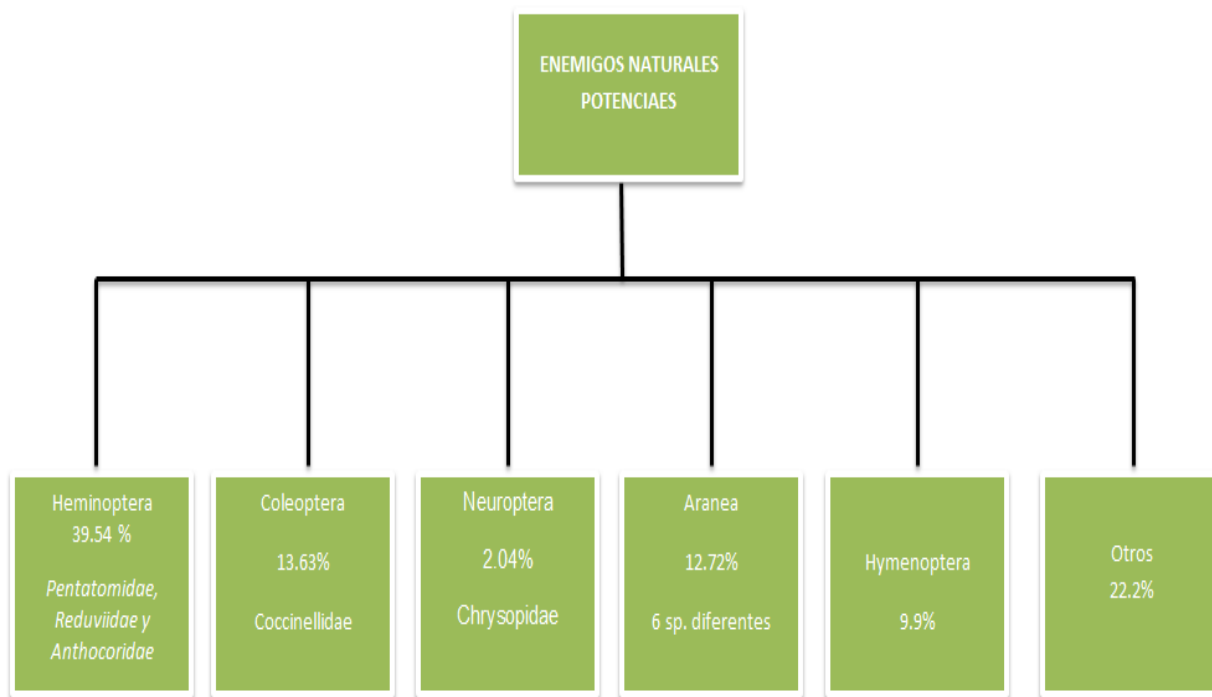 ENEMIGOS NATURALES
POTENCIAES
Heminoptera
39.54 %
Pentatomidae,
Reduviidae y
Anthocoridae
Coleoptera
13.63%
Coccinellidae
Neuroptera
2.04%
Chrysopidae
Aranea
12.72%
6 sp. diferentes
Hymenoptera
9.9%
Otros
22.2%